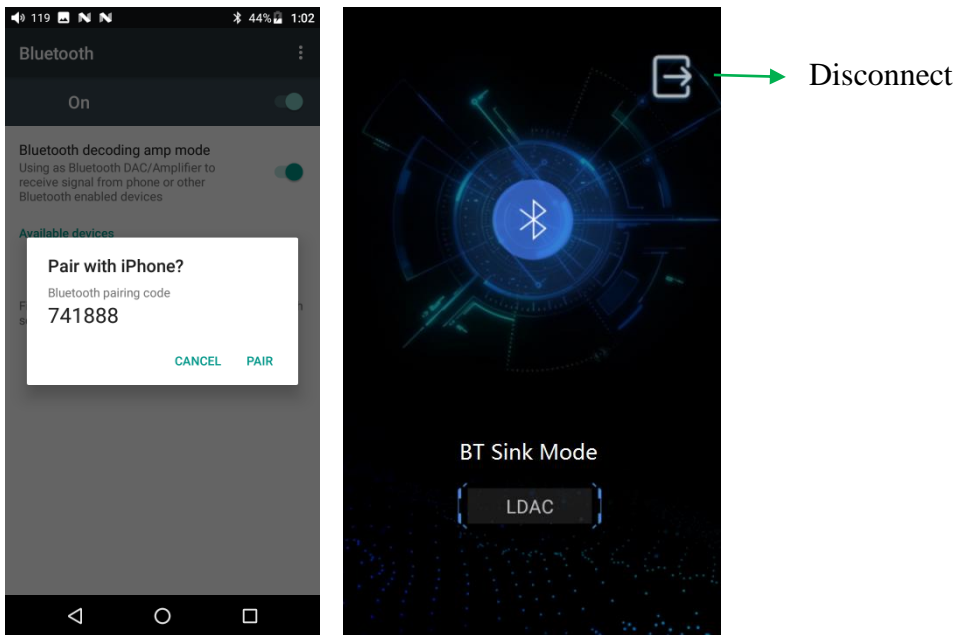 119 44% 1:02
Bluetooth
On
Bluetooth decoding amp mode
Using as Bluetooth DAC/Amplifier to
receive signal from phone or other
Bluetooth enabled devices
Available devices
Pair with iPhone?
Bluetooth pairing code
741888
CANCEL PAIR
Disconnect
BT Sink Mode
LDAC